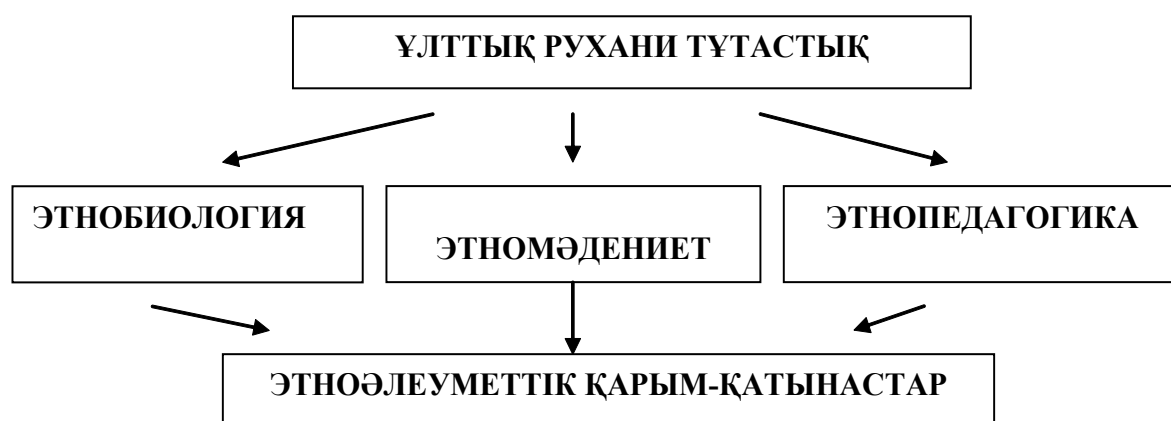 ҰЛТТЫҚ РУХАНИ ТҰТАСТЫҚ
ЭТНОБИОЛОГИЯ
ЭТНОМӘДЕНИЕТ
ЭТНОПЕДАГОГИКА
ЭТНОӘЛЕУМЕТТІК ҚАРЫМ-ҚАТЫНАСТАР